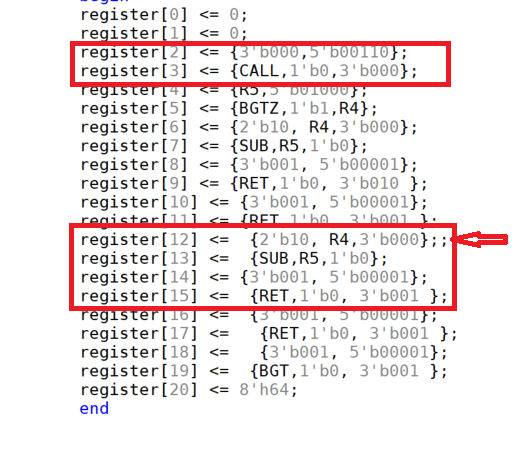 begin
register[0] <= 0;
register[1] <= 0;
register[2] <= {3'b000,5'b00110};
register[3] <= {CALL,1'b0,3'b000};
register[4] <= {R5,5'b01000};
register[5] <= {BGTZ,1'b1,R4};
register[6] <= {2'b10, R4,3'b000};
register[7] <= {SUB,R5,1'b0};
register[8] <= {3'b001, 5'b00001};
register[9] <= {RET,1'b0, 3'b010 };
register[10] <= {3'b001, 5'b00001};
register[11] <= {RET,1'b0, 3'b001 };
register[12] <= {2'b10, R4,3'b000};;
register[13] <= {SUB,R5,1'b0};
register[14] <= {3'b001, 5'b00001};
register[15] <= {RET,1'b0, 3'b001 };
register[16] <= {3'b001, 5'b00001};
register[17] <= {RET,1'b0, 3'b001 };
register[18] <= {3'b001, 5'b00001};
register[19] <= {BGT,1'b0, 3'b001 };
register[20] <= 8'h64;
end